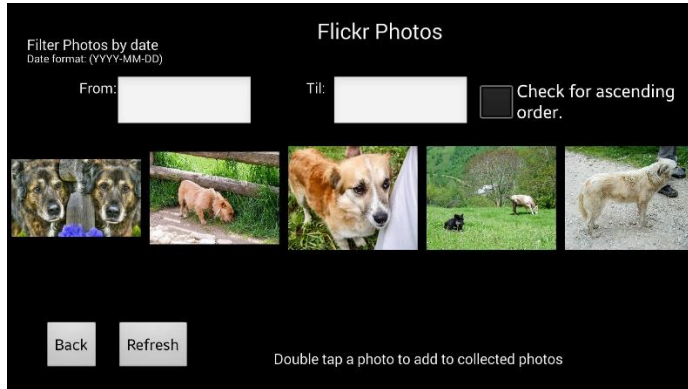 Flickr Photos
Filter Photos by date
Date format: (YYYY-MM-DD)
From:
Til:
Check for ascending
order.
Back
Refresh
Double tap a photo to add to collected photos